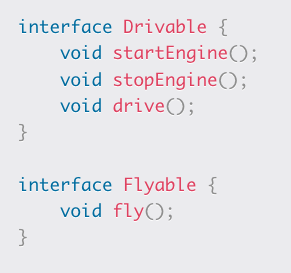 interface Drivable {
    void startEngine();
    void stopEngine();
    void drive();
}

interface Flyable {
    void fly();
}